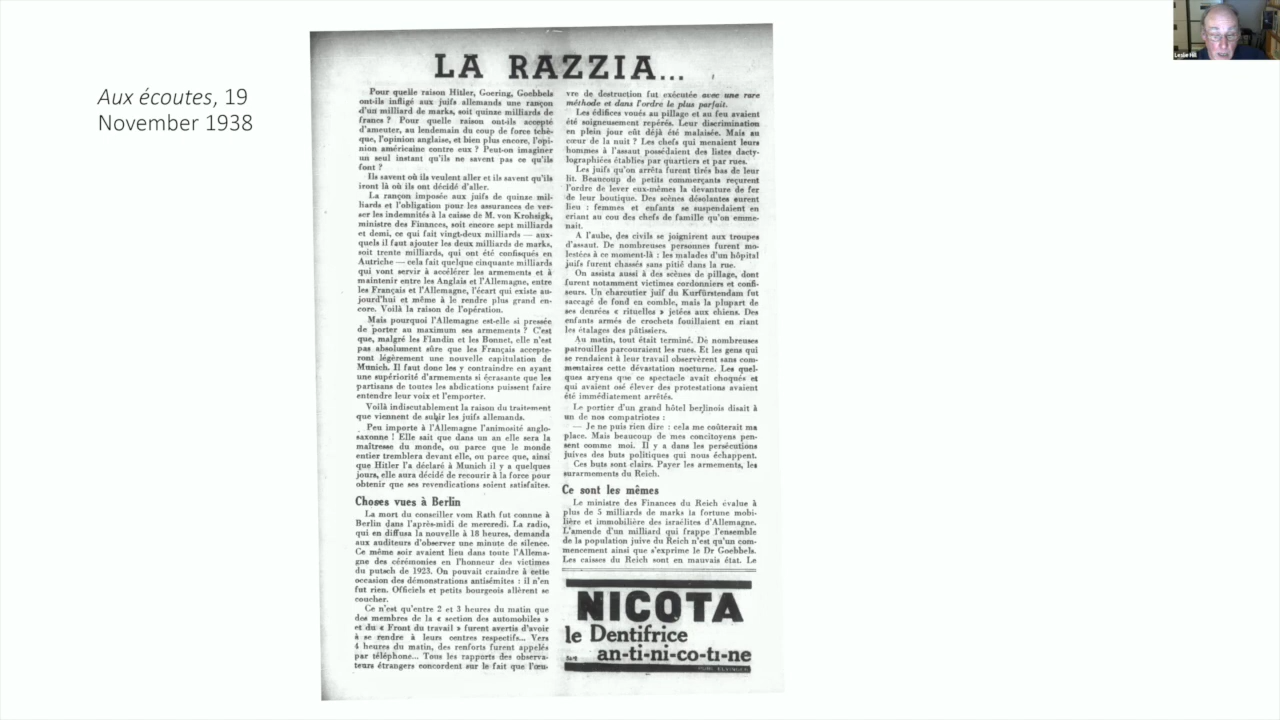 Aux écoutes, 19
November 1938
LA RAZZIA...
Pour quelle raison Hitler, Goering, Goebbels
ont-ils infligé aux juifs allemands une rançon
d'un milliard de marks, soit quinze milliards de
francs ? Pour quelle raison ont-ils accepté
d'ameuter, au lendemain du coup de force tchè-
que, l'opinion anglaise, et bien plus encore, l'opi-
nion américaine contre eux ? Peut-on imaginer
un seul instant qu'ils ne savent pas ce qu'ils
font ?
Ils savent où ils veulent aller et ils savent qu'ils
iront là où ils ont décidé d'aller.
La rançon imposée aux juifs de quinze mil-
liards et l'obligation pour les assurances de ver-
ser les indemnités à la caisse de M. von Krohsigk,
ministre des Finances, soit encore sept milliards
et demi, ce qui fait vingt-deux milliards — aux-
quels il faut ajouter les deux milliards de marks,
soit trente milliards, qui ont été confisqués en
Autriche — cela fait quelque cinquante milliards
qui vont servir à accélérer les armements et à
maintenir entre les Anglais et l'Allemagne, entre
les Français et l'Allemagne, l'écart qui existe au-
jourd'hui et même à le rendre plus grand en-
core. Voilà la raison de l'opération.
Mais pourquoi l'Allemagne est-elle si pressée
de porter au maximum ses armements ? C'est
que, malgré les Flandin et les Bonnet, elle n'est
pas absolument sûre que les Français accepte-
ront légèrement une nouvelle capitulation de
Munich. Il faut donc les y contraindre en ayant
une supériorité d'armements si écrasante que les
partisans de toutes les abdications puissent faire
entendre leur voix et l'emporter.
Voilà indiscutablement la raison du traitement
que viennent de subir les juifs allemands.
Peu importe à l'Allemagne l'animosité anglo-
saxonne ! Elle sait que dans un an elle sera la
maîtresse du monde, ou parce que le monde
entier tremblera devant elle, ou parce que, ainsi
que Hitler l'a déclaré à Munich il y a quelques
jours, elle aura décidé de recourir à la force pour
obtenir que ses revendications soient satisfaites.
Choses vues à Berlin
La mort du conseiller vom Rath fut connue à
Berlin dans l'après-midi de mercredi. La radio,
qui en diffusa la nouvelle à 18 heures, demanda
aux auditeurs d'observer une minute de silence.
Ce même soir avaient lieu dans toute l'Allema-
gne des cérémonies en l'honneur des victimes
du putsch de 1923. On pouvait craindre à cette
occasion des démonstrations antisémites : il n'en
fut rien. Officiels et petits bourgeois allèrent se
coucher.
Ce n'est qu'entre 2 et 3 heures du matin que
des membres de la « section des automobiles »
et du « Front du travail » furent avertis d'avoir
à se rendre à leurs centres respectifs... Vers
4 heures du matin, des renforts furent appelés
par téléphone... Tous les rapports des observa-
teurs étrangers concordent sur le fait que l'œu-
vre de destruction fut exécutée avec une rare
méthode et dans l'ordre le plus parfait.
Les édifices voués au pillage et au feu avaient
été soigneusement repérés. Leur discrimination
en plein jour eût déjà été malaisée. Mais au
cœur de la nuit ? Les chefs qui menaient leurs
hommes à l'assaut possédaient des listes dacty-
lographiées établies par quartiers et par rues.
Les juifs qu'on arrêta furent tirés bas de leur
lit. Beaucoup de petits commerçants reçurent
l'ordre de lever eux-mêmes la devanture de fer
de leur boutique. Des scènes désolantes eurent
lieu : femmes et enfants se suspendaient en
criant au cou des chefs de famille qu'on emme-
nait.
A l'aube, des civils se joignirent aux troupes
d'assaut. De nombreuses personnes furent mo-
lestées à ce moment-là : les malades d'un hôpital
juifs furent chassés sans pitié dans la rue.
On assista aussi à des scènes de pillage, dont
furent notamment victimes cordonniers et confi-
seurs. Un charcutier juif du Kurfürstendam fut
saccagé de fond en comble, mais la plupart de
ses denrées « rituelles » jetées aux chiens. Des
enfants armés de crochets fouillaient en riant
les étalages des pâtissiers.
Au matin, tout était terminé. De nombreuses
patrouilles parcouraient les rues. Et les gens qui
se rendaient à leur travail observèrent sans com-
mentaires cette dévastation nocturne. Les quel-
ques aryens que ce spectacle avait choqués et
qui avaient osé élever des protestations avaient
été immédiatement arrêtés.
Le portier d'un grand hôtel berlinois disait à
un de nos compatriotes :
— Je ne puis rien dire : cela me coûterait ma
place. Mais beaucoup de mes concitoyens pen-
sent comme moi. Il y a dans les persécutions
juives des buts politiques qui nous échappent.
Ces buts sont clairs. Payer les armements, les
surarmements du Reich.
Ce sont les mêmes
Le ministre des Finances du Reich évalue à
plus de 5 milliards de marks la fortune mobi-
lière et immobilière des israélites d'Allemagne.
L'amende d'un milliard qui frappe l'ensemble
de la population juive du Reich n'est qu'un com-
mencement ainsi que s'exprime le Dr Goebbels.
Les caisses du Reich sont en mauvais état. Le
NICOTA
le Dentifrice
an-ti-ni-co-ti-ne
Leslie Hill